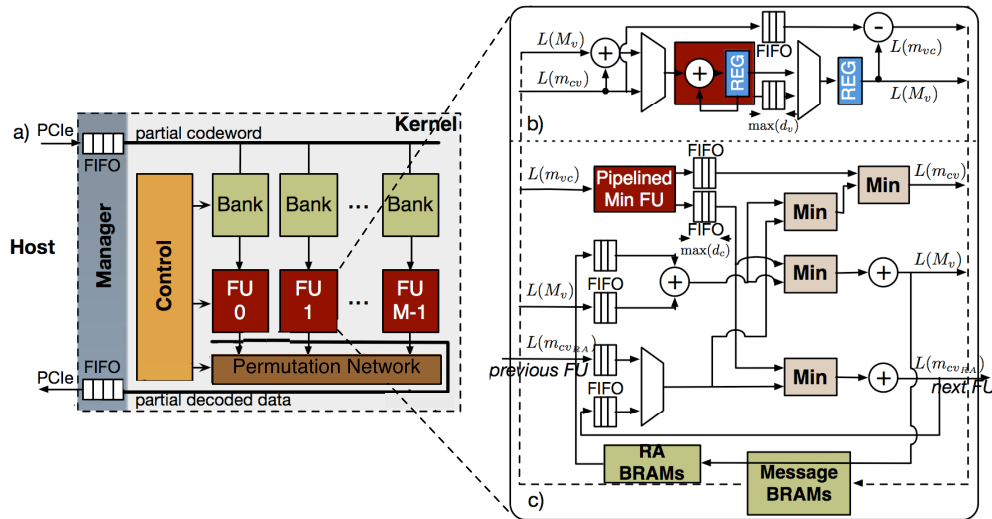 a)
PCIe
FIFO
partial codeword
Kernel
Host
Manager
Control
Bank
Bank
...
Bank
FU
0
FU
1
...
FU
M-1
Permutation Network
PCIe
FIFO
partial decoded data
L(M_v)
L(m_cv)
+
+
REG
FIFO
max(d_v)
REG
-
L(m_vc)
L(M_v)
b)
L(m_vc)
Pipelined
Min FU
FIFO
FIFO
max(d_c)
Min
Min
L(m_cv)
L(M_v)
FIFO
FIFO
+
Min
+
L(M_v)
L(m_cv_RA)
previous FU
FIFO
Min
+
L(m_cv_RA)
next FU
RA
BRAMs
Message
BRAMs
c)